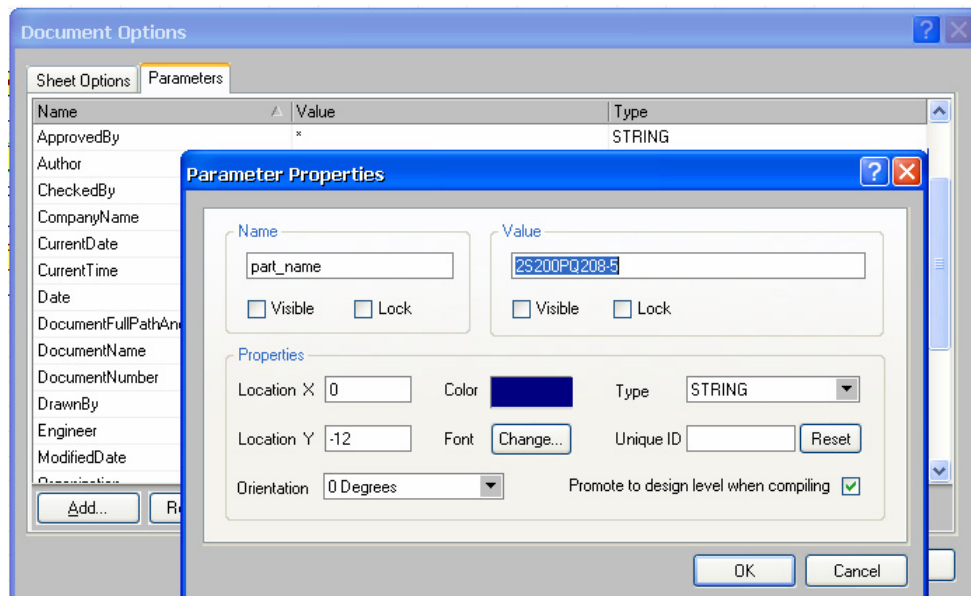 Document Options
Sheet Options Parameters
Name Value Type
ApprovedBy * STRING
Author
CheckedBy
CompanyName
CurrentDate
CurrentTime
Date
DocumentFullPathAn
DocumentName
DocumentNumber
DrawnBy
Engineer
ModifiedDate
Organization
Add... R
Parameter Properties
Name Value
part_name 2S200PQ208-5
Visible Lock Visible Lock
Properties
Location X 0 Color Type STRING
Location Y -12 Font Change... Unique ID Reset
Orientation 0 Degrees Promote to design level when compiling
OK Cancel